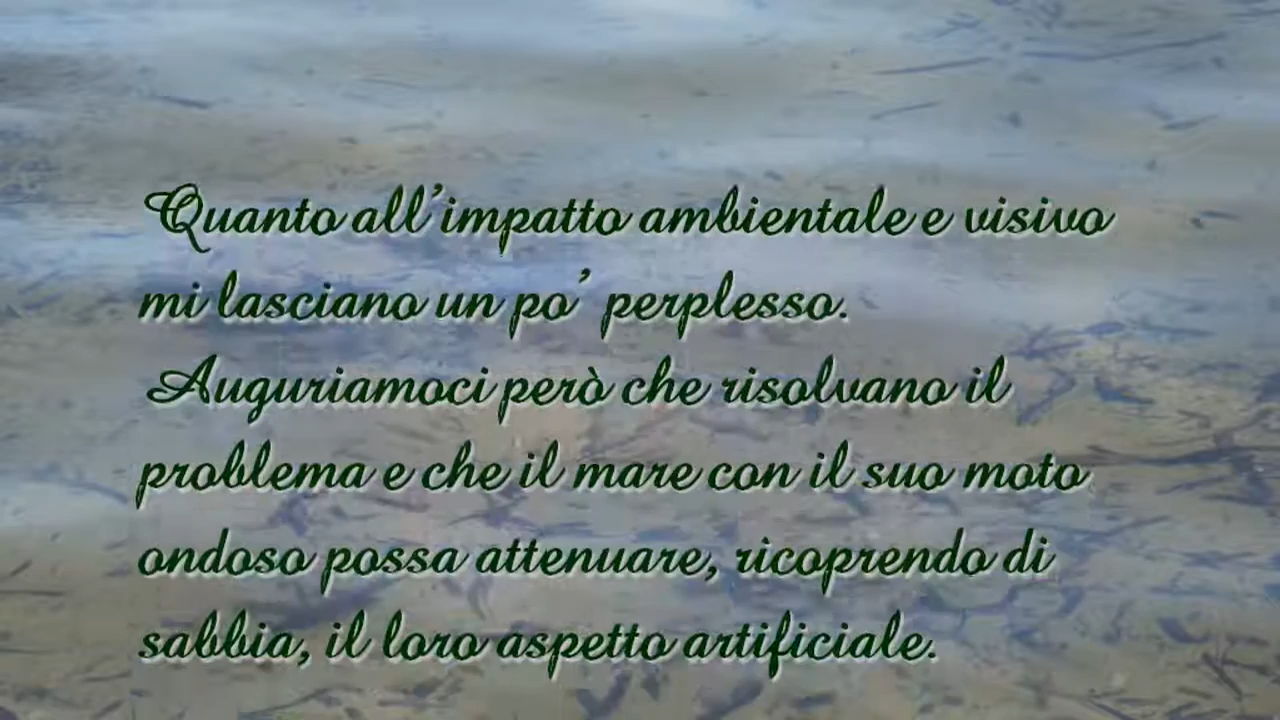 Quanto all'impatto ambientale e visivo
mi lasciano un po' perplesso.
Auguriamoci però che risolvano il
problema e che il mare con il suo moto
ondoso possa attenuare, ricoprendo di
sabbia, il loro aspetto artificiale.